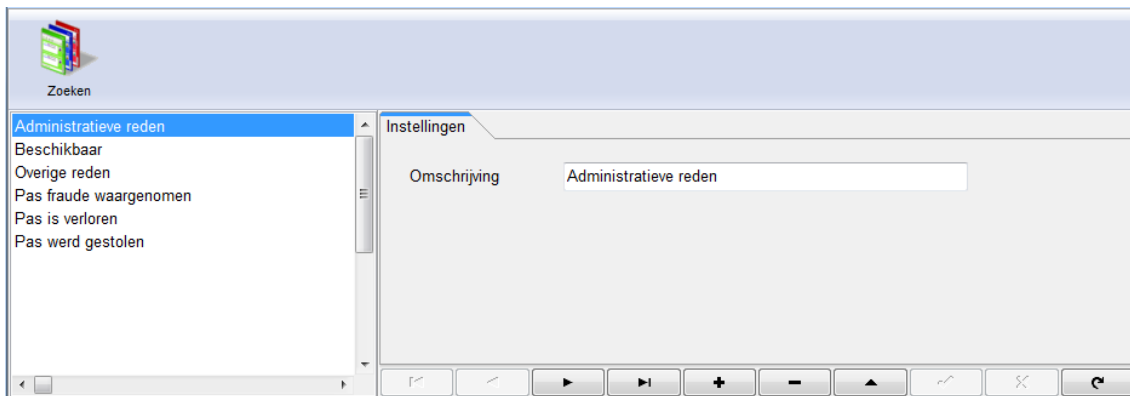 Zoeken
Administratieve reden
Beschikbaar
Overige reden
Pas fraude waargenomen
Pas is verloren
Pas werd gestolen
Instellingen
Omschrijving Administratieve reden